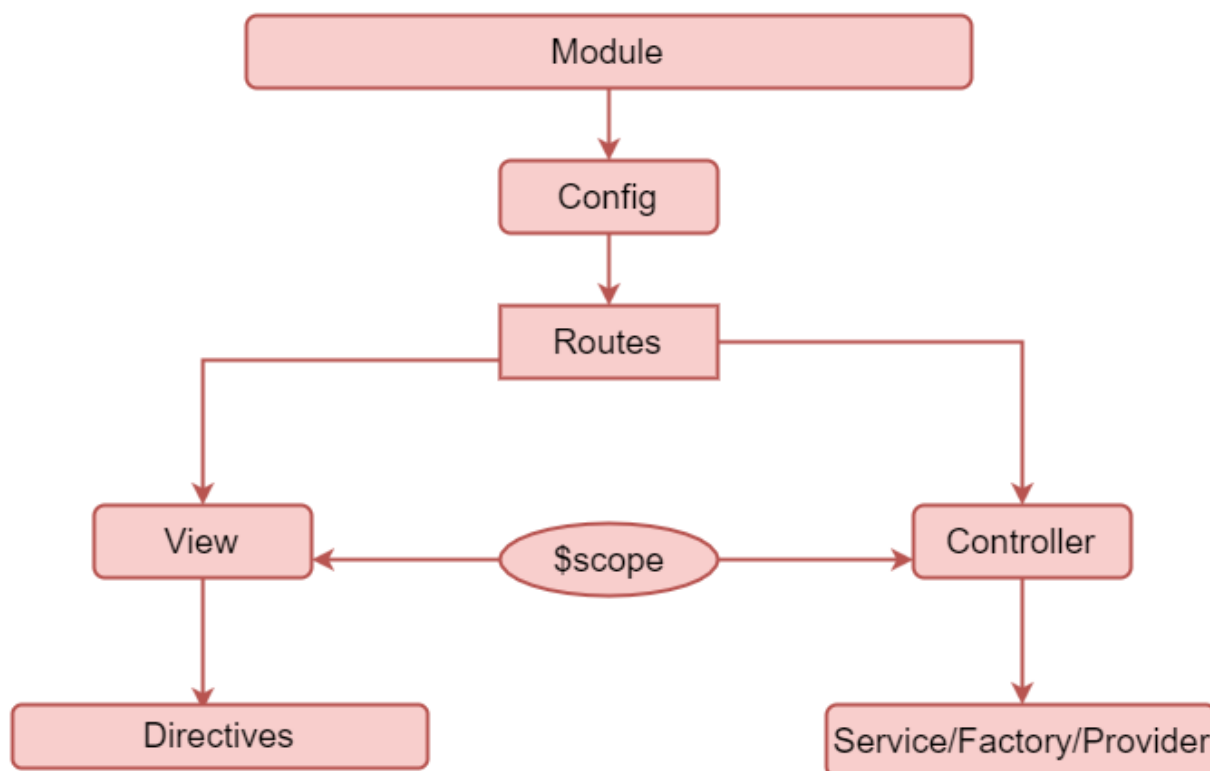 Module
Config
Routes
View
$scope
Controller
Directives
Service/Factory/Provider